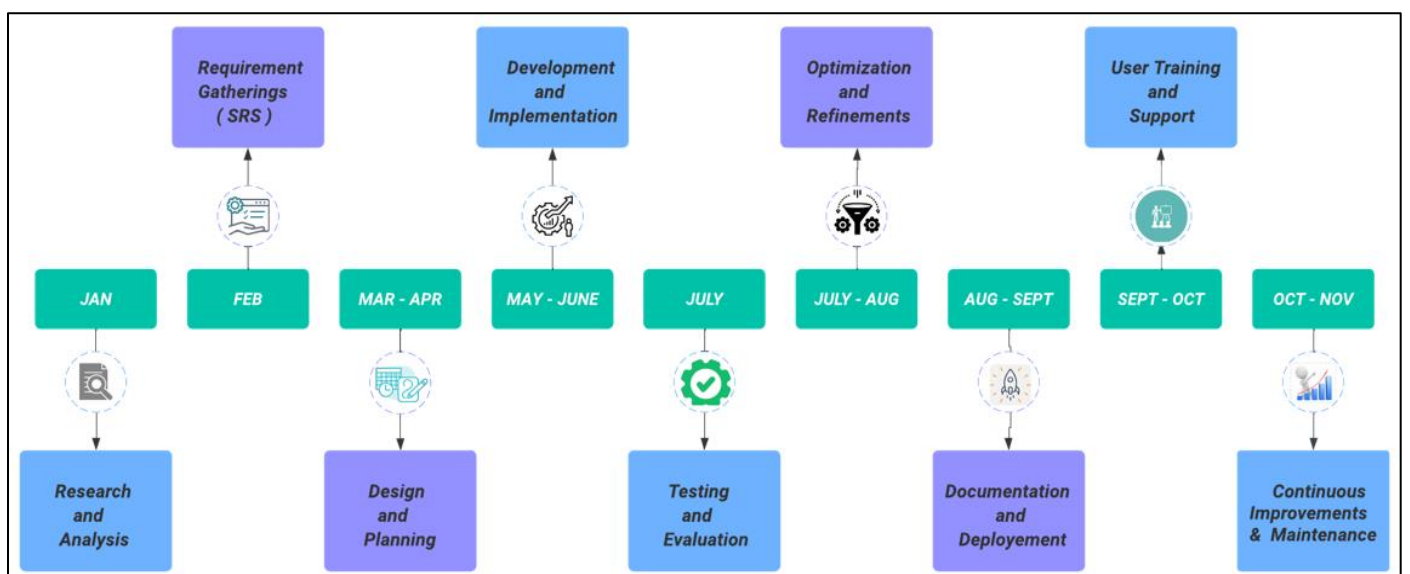 Requirement
Gatherings
( SRS )
Development
and
Implementation
Optimization
and
Refinements
User Training
and
Support
JAN
FEB
MAR - APR
MAY - JUNE
JULY
JULY - AUG
AUG - SEPT
SEPT - OCT
OCT - NOV
Research
and
Analysis
Design
and
Planning
Testing
and
Evaluation
Documentation
and
Deployement
Continuous
Improvements
& Maintenance